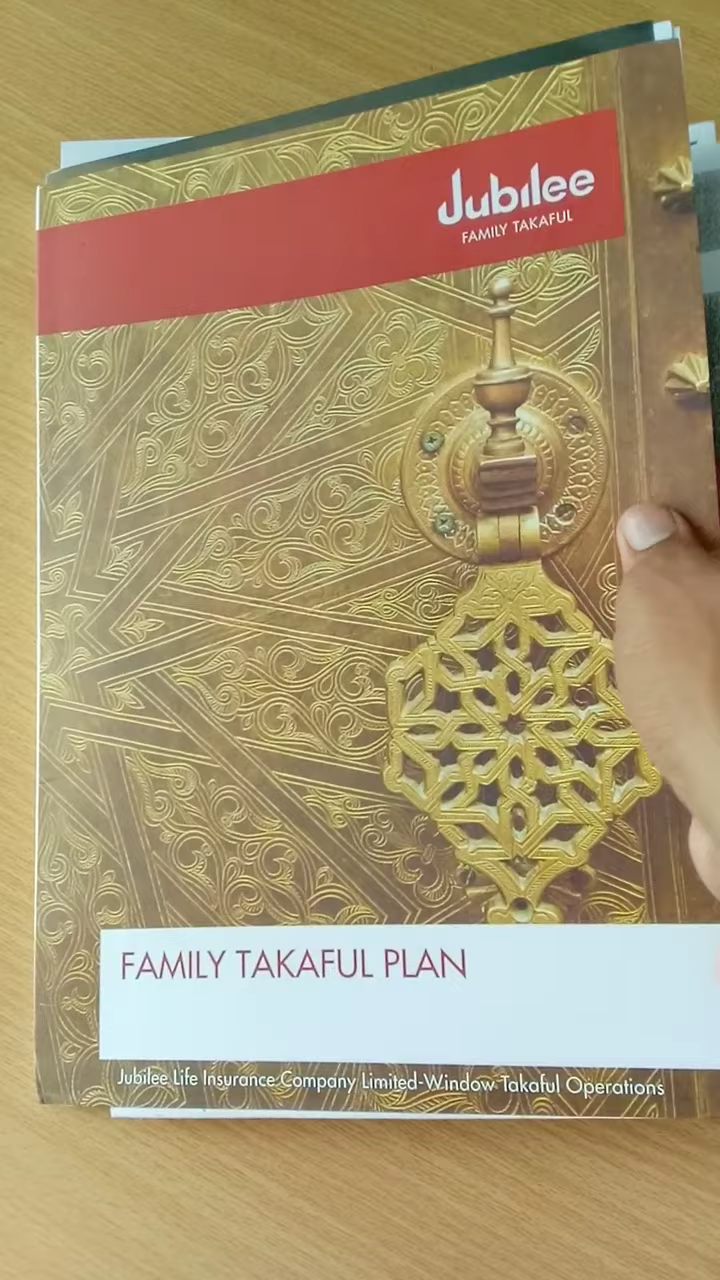 Jubilee
FAMILY TAKAFUL
FAMILY TAKAFUL PLAN
Jubilee Life Insurance Company Limited-Window Takaful Operations